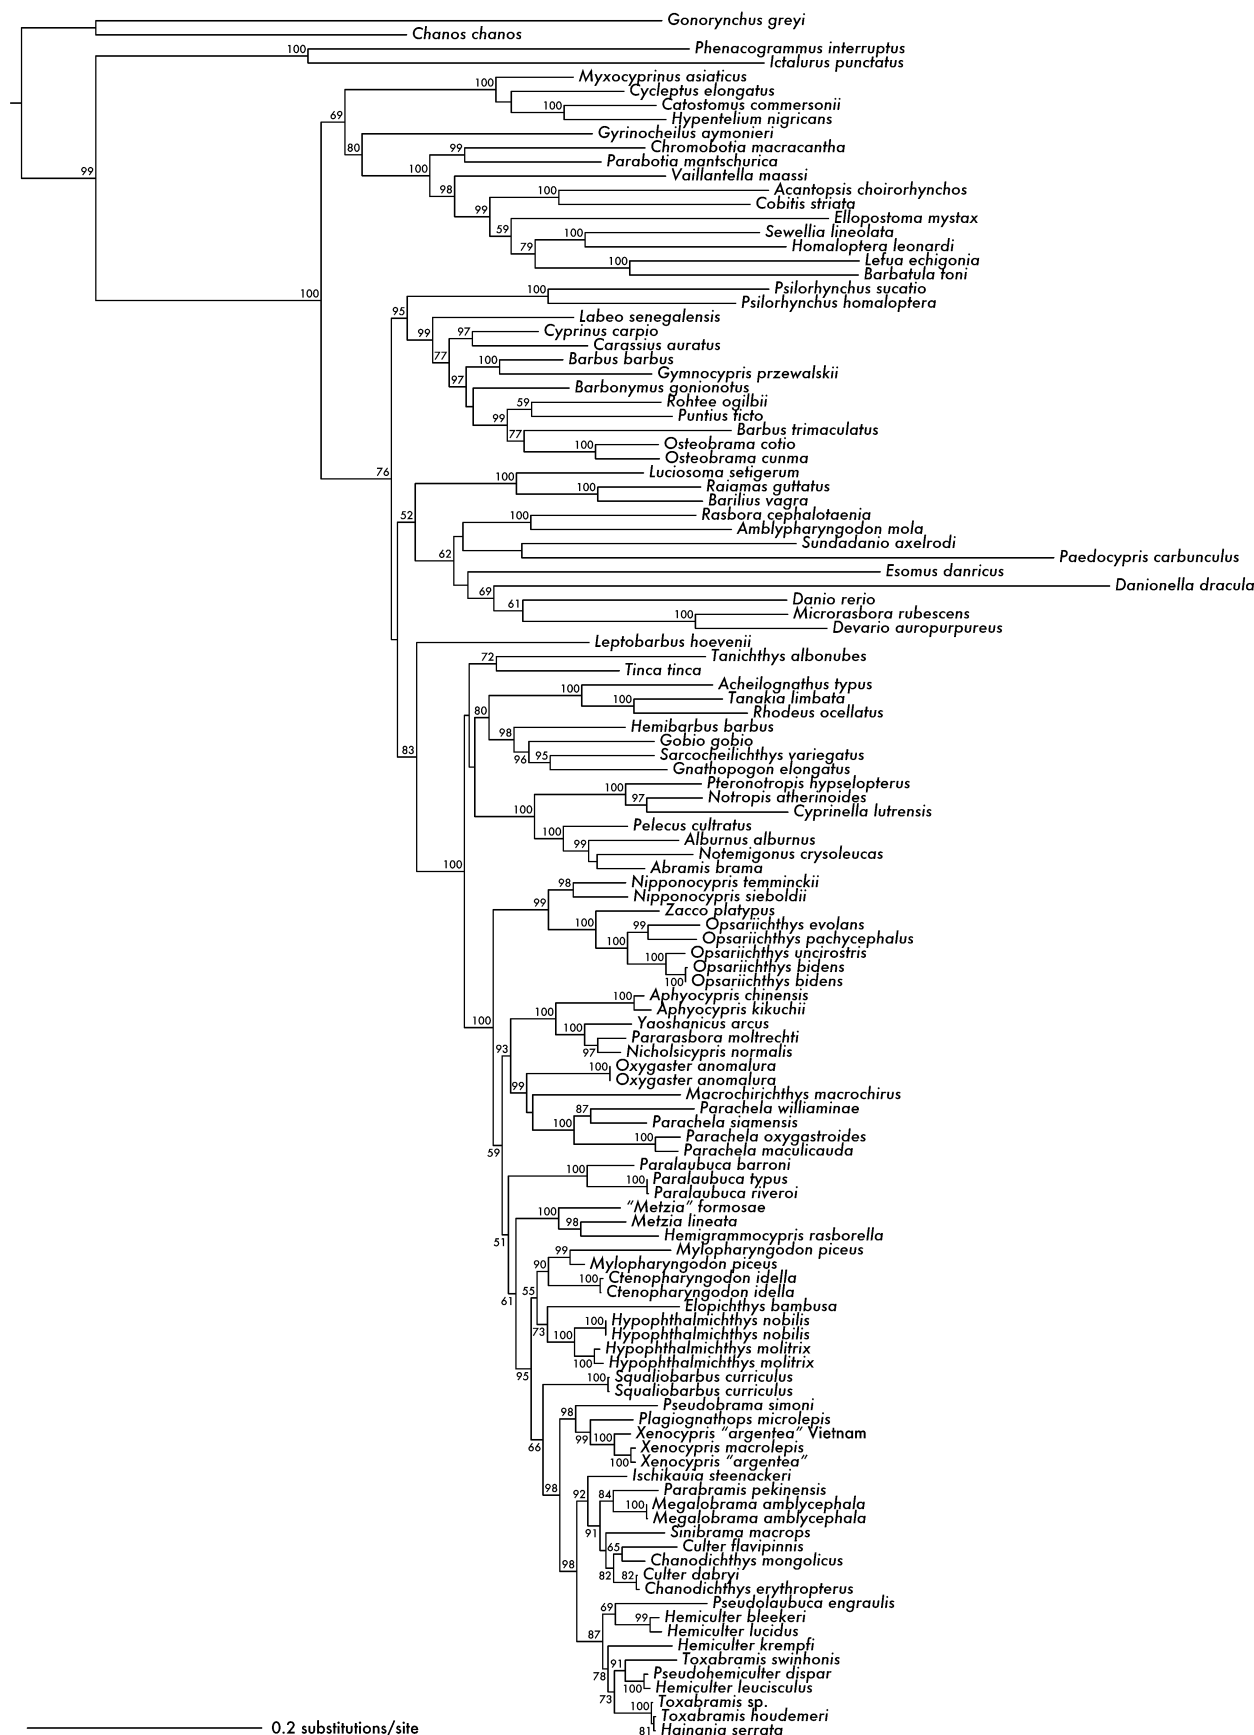 Gonorynchus greyi
Chanos chanos
100 Phenacogrammus interruptus
Ictalurus punctatus
Myxocyprinus asiaticus
100
Cycleptus elongatus
100 Catostomus commersonii
69 Hypentelium nigricans
Gyrinocheilus aymonieri
80 99 Chromobotia macracantha
Parabotia mantschurica
99 100 Vaillantella maassi
98 100 Acantopsis choirorhynchos
Cobitis striata
99 Ellopostoma mystax
59 100 Sewellia lineolata
79 Homaloptera leonardi
100 Lefua echigonia
Barbatula toni
100 100 Psilorhynchus sucatio
Psilorhynchus homaloptera
95 Labeo senegalensis
99 97 Cyprinus carpio
Carassius auratus
77 100 Barbus barbus
Gymnocypris przewalskii
97 Barbonymus gonionotus
59 Rohtee ogilbii
99 Puntius ticto
77 Barbus trimaculatus
100 Osteobrama cotio
Osteobrama cunma
76 100 Luciosoma setigerum
100 Raiamas guttatus
Barilius vagra
52 100 Rasbora cephalotaenia
Amblypharyngodon mola
Sundadanio axelrodi
62 Paedocypris carbunculus
Esomus danricus
69 Danionella dracula
61 Danio rerio
100 Microrasbora rubescens
Devario auropurpureus
Leptobarbus hoevenii
72 Tanichthys albonubes
Tinca tinca
100 Acheilognathus typus
100 Tanakia limbata
80 Rhodeus ocellatus
98 Hemibarbus barbus
Gobio gobio
83 96 95 Sarcocheilichthys variegatus
Gnathopogon elongatus
100 Pteronotropis hypselopterus
97 Notropis atherinoides
100 Cyprinella lutrensis
100 Pelecus cultratus
99 Alburnus alburnus
Notemigonus crysoleucas
100 Abramis brama
98 Nipponocypris temminckii
Nipponocypris sieboldii
99 Zacco platypus
100 99 Opsariichthys evolans
Opsariichthys pachycephalus
100 Opsariichthys uncirostris
100 Opsariichthys bidens
100 Opsariichthys bidens
100 Aphyocypris chinensis
Aphyocypris kikuchii
100 Yaoshanicus arcus
100 100 Pararasbora moltrechti
97 Nicholsicypris normalis
93 100 Oxygaster anomalura
Oxygaster anomalura
99 Macrochirichthys macrochirus
87 Parachela williaminae
100 Parachela siamensis
100 Parachela oxygastroides
Parachela maculicauda
59 100 Paralaubuca barroni
100 Paralaubuca typus
Paralaubuca riveroi
100 "Metzia" formosae
98 Metzia lineata
Hemigrammocypris rasborella
51 99 Mylopharyngodon piceus
90 Mylopharyngodon piceus
100 Ctenopharyngodon idella
55 Ctenopharyngodon idella
61 Elopichthys bambusa
100 Hypophthalmichthys nobilis
73 100 Hypophthalmichthys nobilis
Hypophthalmichthys molitrix
100 Hypophthalmichthys molitrix
95 100 Squaliobarbus curriculus
Squaliobarbus curriculus
98 Pseudobrama simoni
Plagiognathops microlepis
99 100 Xenocypris "argentea" Vietnam
66 Xenocypris macrolepis
100 Xenocypris "argentea"
Ischikauia steenackeri
98 92 84 Parabramis pekinensis
100 Megalobrama amblycephala
Megalobrama amblycephala
91 Sinibrama macrops
65 Culter flavipinnis
98 Chanodichthys mongolicus
82 82 Culter dabryi
Chanodichthys erythropterus
69 Pseudolaubuca engraulis
99 Hemiculter bleekeri
87 Hemiculter lucidus
Hemiculter krempfi
91 Toxabramis swinhonis
78 Pseudohemiculter dispar
100 Hemiculter leucisculus
73 100 Toxabramis sp.
Toxabramis houdemeri
81 Hainania serrata
0.2 substitutions/site